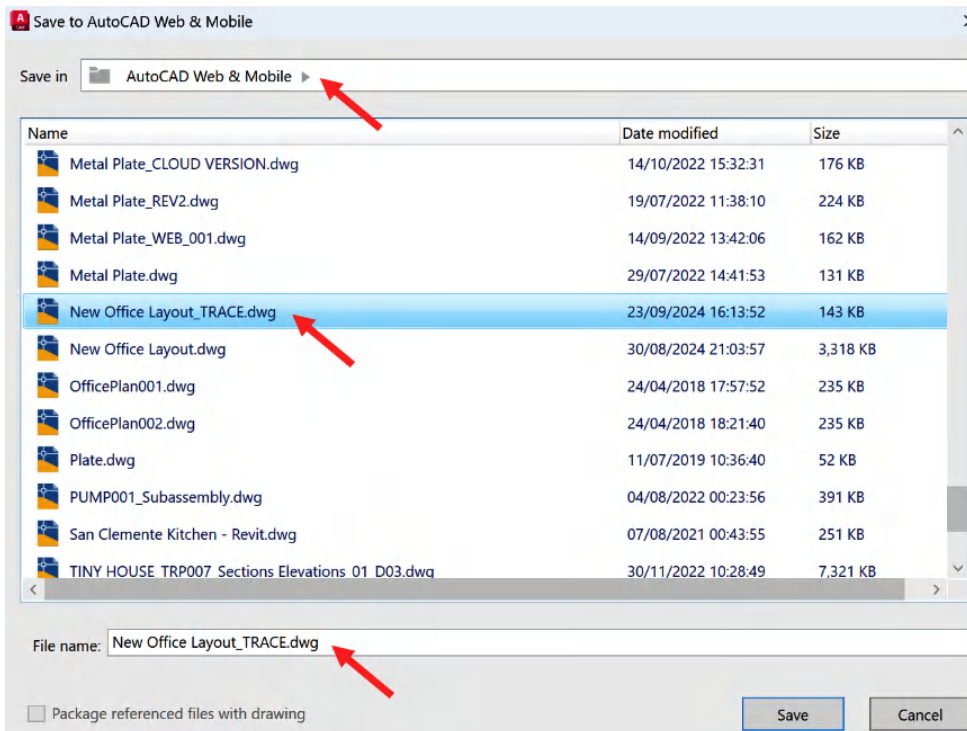 Save to AutoCAD Web & Mobile
Save in AutoCAD Web & Mobile
Name Date modified Size
Metal Plate_CLOUD VERSION.dwg 14/10/2022 15:32:31 176 KB
Metal Plate_REV2.dwg 19/07/2022 11:38:10 224 KB
Metal Plate_WEB_001.dwg 14/09/2022 13:42:06 162 KB
Metal Plate.dwg 29/07/2022 14:41:53 131 KB
New Office Layout_TRACE.dwg 23/09/2024 16:13:52 143 KB
New Office Layout.dwg 30/08/2024 21:03:57 3,318 KB
OfficePlan001.dwg 24/04/2018 17:57:52 235 KB
OfficePlan002.dwg 24/04/2018 18:21:40 235 KB
Plate.dwg 11/07/2019 10:36:40 52 KB
PUMP001_Subassembly.dwg 04/08/2022 00:23:56 391 KB
San Clemente Kitchen - Revit.dwg 07/08/2021 00:43:55 251 KB
TINY HOUSE_TRP007_Sections_Elevations_01_D03.dwg 30/11/2022 10:28:49 7,321 KB
File name: New Office Layout_TRACE.dwg
Package referenced files with drawing
Save Cancel